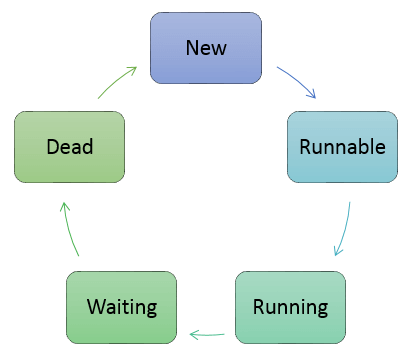 New
Runnable
Running
Waiting
Dead